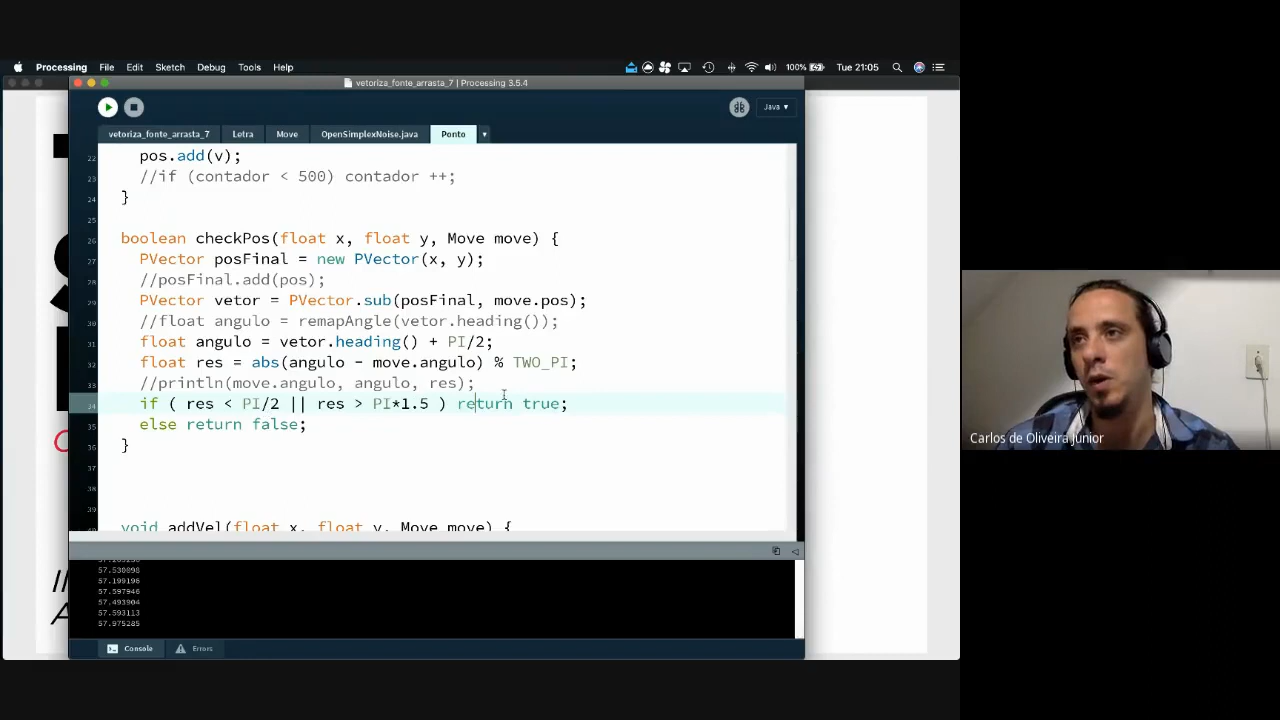 Processing File Edit Sketch Debug Tools Help 100% Tue 21:05
vetoriza_fonte_arrasta_7 | Processing 3.5.4
Java
vetoriza_fonte_arrasta_7 Letra Move OpenSimplexNoise.java Ponto
22 pos.add(v);
23 //if (contador < 500) contador ++;
24 }
25
26 boolean checkPos(float x, float y, Move move) {
27 PVector posFinal = new PVector(x, y);
28 //posFinal.add(pos);
29 PVector vetor = PVector.sub(posFinal, move.pos);
30 //float angulo = remapAngle(vetor.heading());
31 float angulo = vetor.heading() + PI/2;
32 float res = abs(angulo - move.angulo) % TWO_PI;
33 //println(move.angulo, angulo, res);
34 if ( res < PI/2 || res > PI*1.5 ) return true;
35 else return false;
36 }
37
38
39
void addVel(float x, float y, Move move) {
57.530098
57.199196
57.597946
57.493904
57.593113
57.975285
Console Errors
Carlos de Oliveira Junior